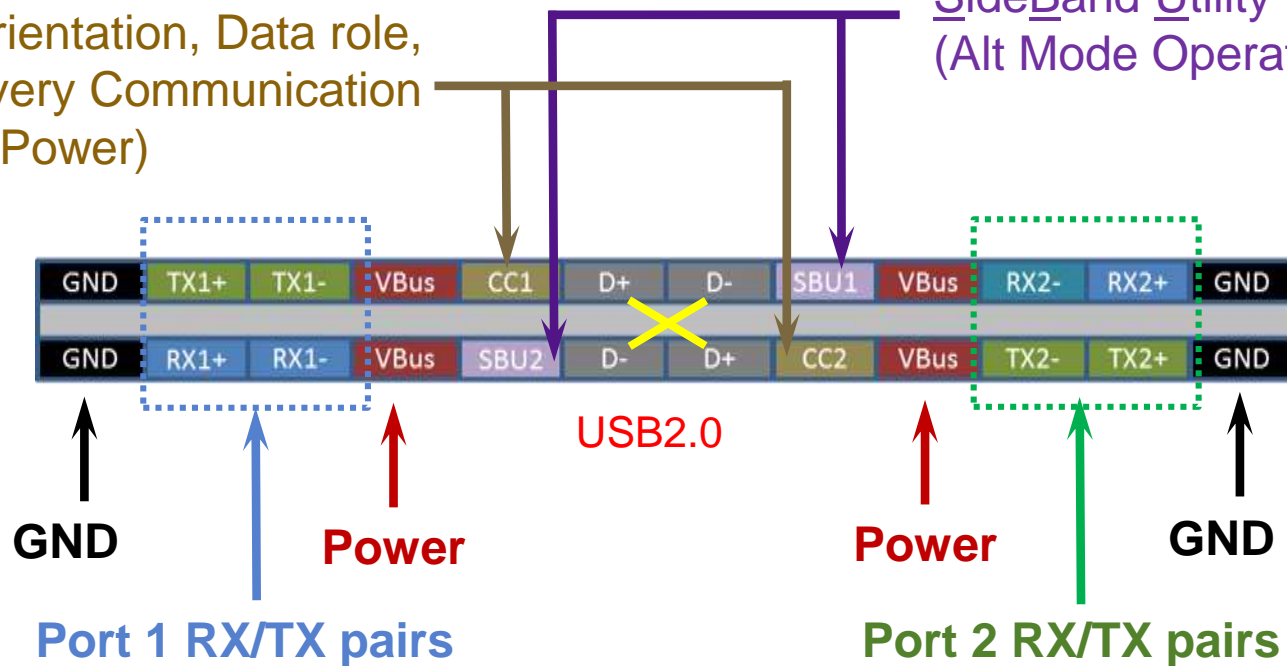 rientation, Data role,
very Communication
Power)
SideBand Utility
(Alt Mode Operat
GND TX1+ TX1- VBus CC1 D+ D- SBU1 VBus RX2- RX2+ GND
GND RX1+ RX1- VBus SBU2 D- D+ CC2 VBus TX2- TX2+ GND
USB2.0
GND
Power
Power
GND
Port 1 RX/TX pairs
Port 2 RX/TX pairs